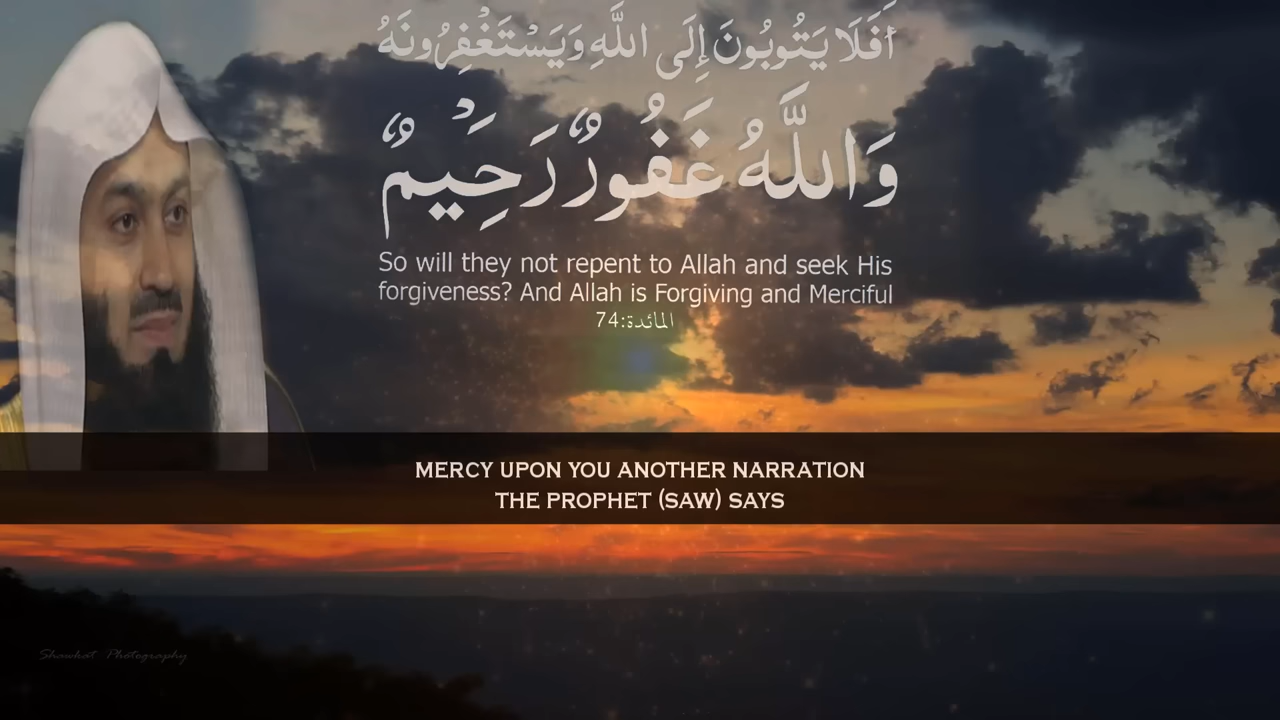 أَفَلَا يَتُوبُونَ إِلَى اللَّهِ وَيَسْتَغْفِرُونَهُ
وَاللَّهُ غَفُورٌ رَحِيمٌ
So will they not repent to Allah and seek His
forgiveness? And Allah is Forgiving and Merciful
المائدة:74
MERCY UPON YOU ANOTHER NARRATION
THE PROPHET (SAW) SAYS
Shawkat Photography